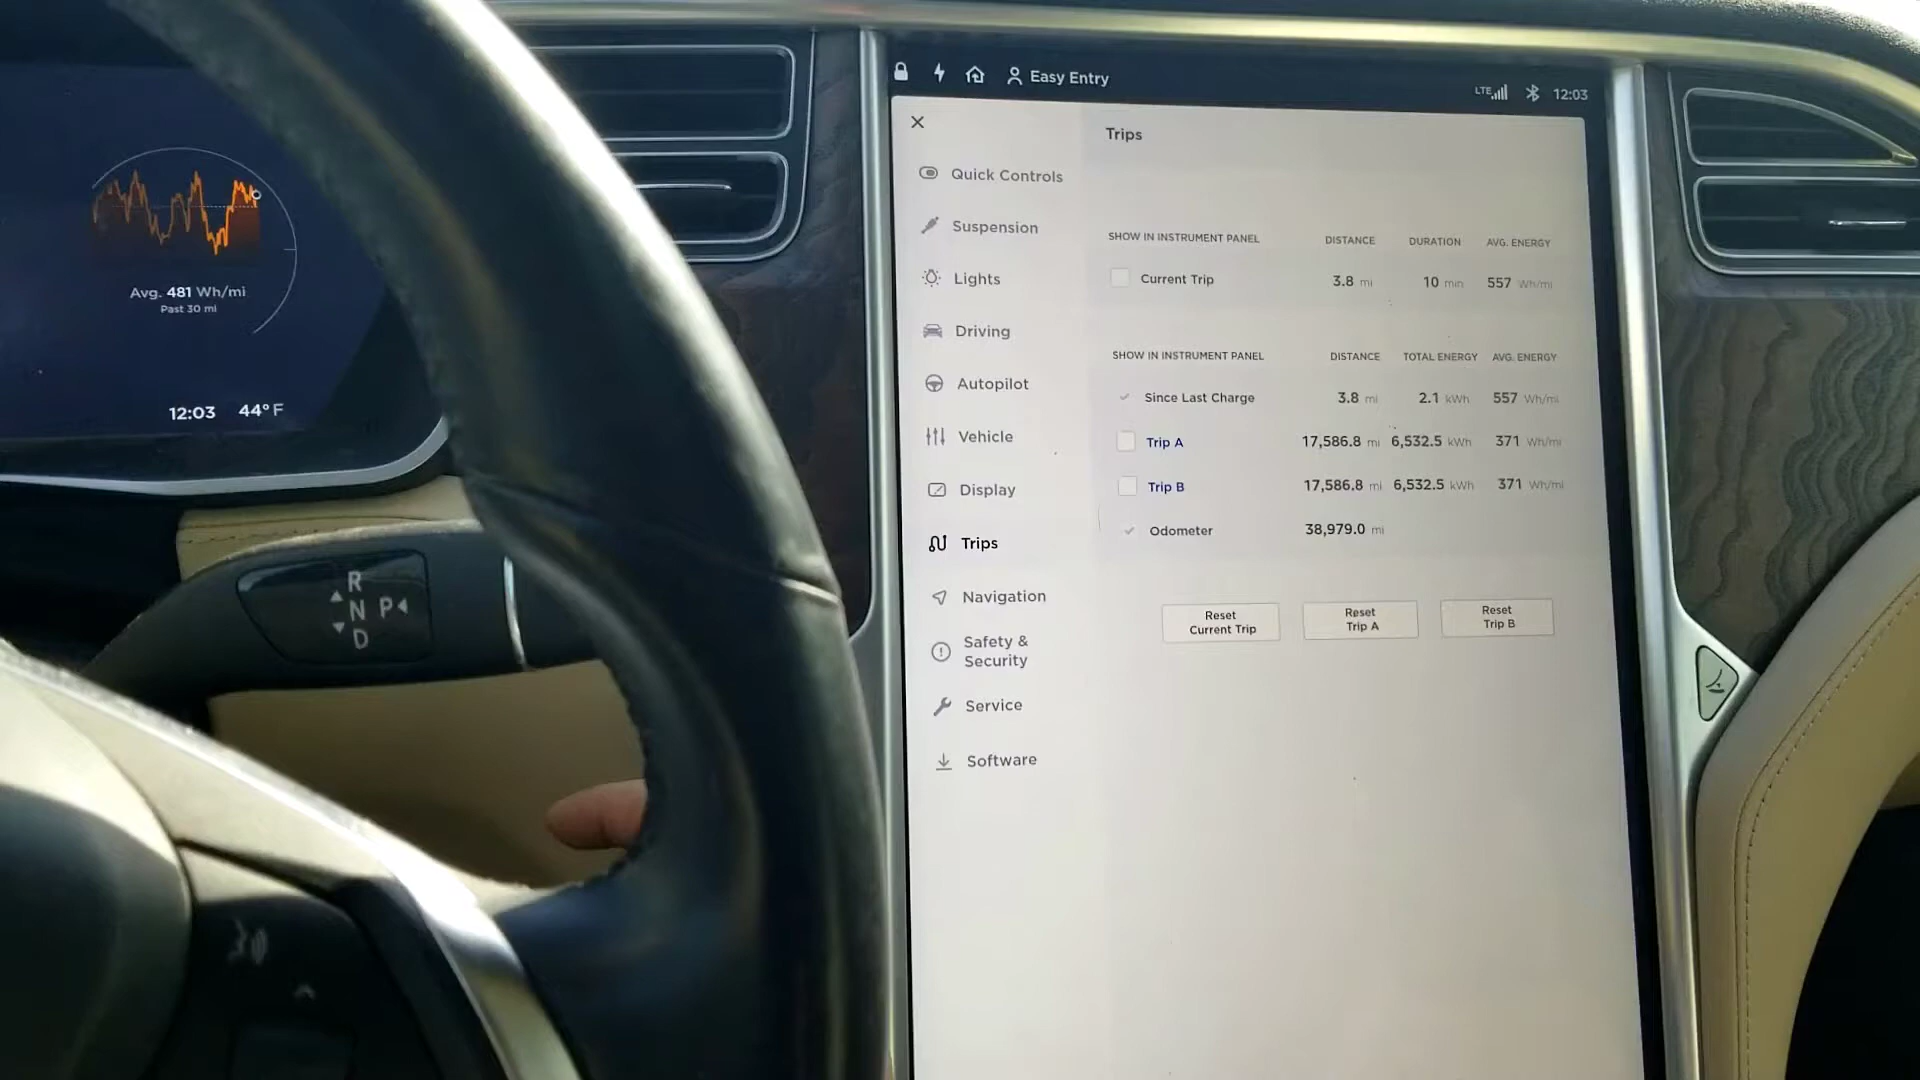 Easy Entry
LTE 12:03
Trips
Quick Controls
Suspension
Lights
Driving
Autopilot
Vehicle
Display
Trips
Navigation
Safety &
Security
Service
Software
SHOW IN INSTRUMENT PANEL DISTANCE DURATION AVG. ENERGY
Current Trip 3.8 mi 10 min 557 Wh/mi
SHOW IN INSTRUMENT PANEL DISTANCE TOTAL ENERGY AVG. ENERGY
Since Last Charge 3.8 mi 2.1 kWh 557 Wh/mi
Trip A 17,586.8 mi 6,532.5 kWh 371 Wh/mi
Trip B 17,586.8 mi 6,532.5 kWh 371 Wh/mi
Odometer 38,979.0 mi
Reset
Current Trip
Reset
Trip A
Reset
Trip B
Avg. 481 Wh/mi
Past 30 mi
12:03 44°F
R
N P
D